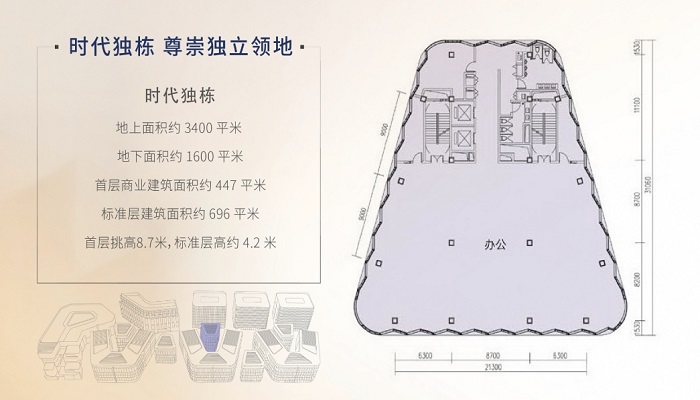 时代独栋 尊崇独立领地
时代独栋
地上面积约 3400 平米
地下面积约 1600 平米
首层商业建筑面积约 447 平米
标准层建筑面积约 696 平米
首层挑高8.7米, 标准层高约 4.2 米
办公
9000
9000
1530
11100
8700
8200
1530
31060
6300
8700
6300
21300